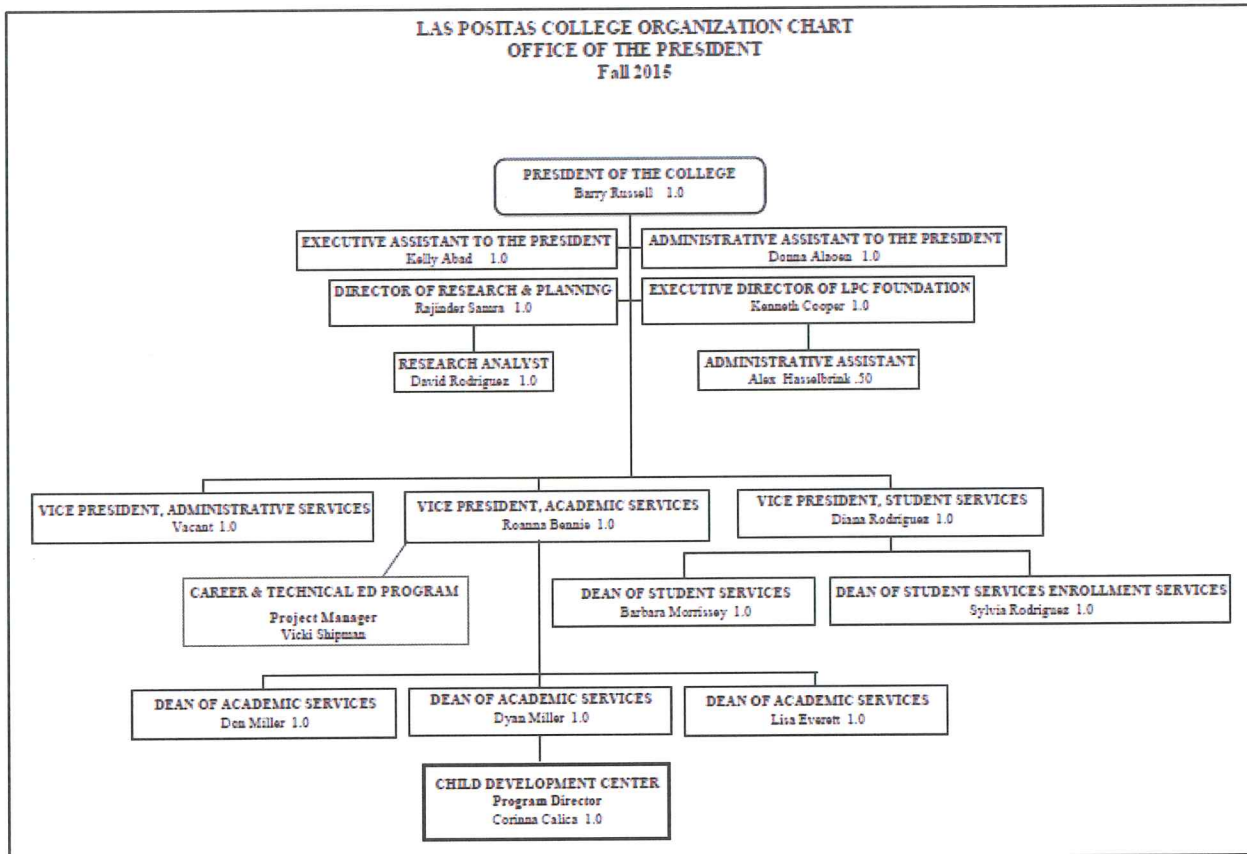 LAS POSITAS COLLEGE ORGANIZATION CHART
OFFICE OF THE PRESIDENT
Fall 2015
PRESIDENT OF THE COLLEGE
Barry Russell 1.0
EXECUTIVE ASSISTANT TO THE PRESIDENT
Kelly Abad 1.0
ADMINISTRATIVE ASSISTANT TO THE PRESIDENT
Donna Alaoen 1.0
DIRECTOR OF RESEARCH & PLANNING
Rajinder Samra 1.0
EXECUTIVE DIRECTOR OF LPC FOUNDATION
Kenneth Cooper 1.0
RESEARCH ANALYST
David Rodriguez 1.0
ADMINISTRATIVE ASSISTANT
Alex Hasselbrink .50
VICE PRESIDENT, ADMINISTRATIVE SERVICES
Vacant 1.0
VICE PRESIDENT, ACADEMIC SERVICES
Roanna Bennie 1.0
VICE PRESIDENT, STUDENT SERVICES
Diana Rodriguez 1.0
CAREER & TECHNICAL ED PROGRAM
Project Manager
Vicki Shipman
DEAN OF STUDENT SERVICES
Barbara Morrissey 1.0
DEAN OF STUDENT SERVICES ENROLLMENT SERVICES
Sylvia Rodriguez 1.0
DEAN OF ACADEMIC SERVICES
Don Miller 1.0
DEAN OF ACADEMIC SERVICES
Dyan Miller 1.0
DEAN OF ACADEMIC SERVICES
Lisa Everett 1.0
CHILD DEVELOPMENT CENTER
Program Director
Corinna Calica 1.0